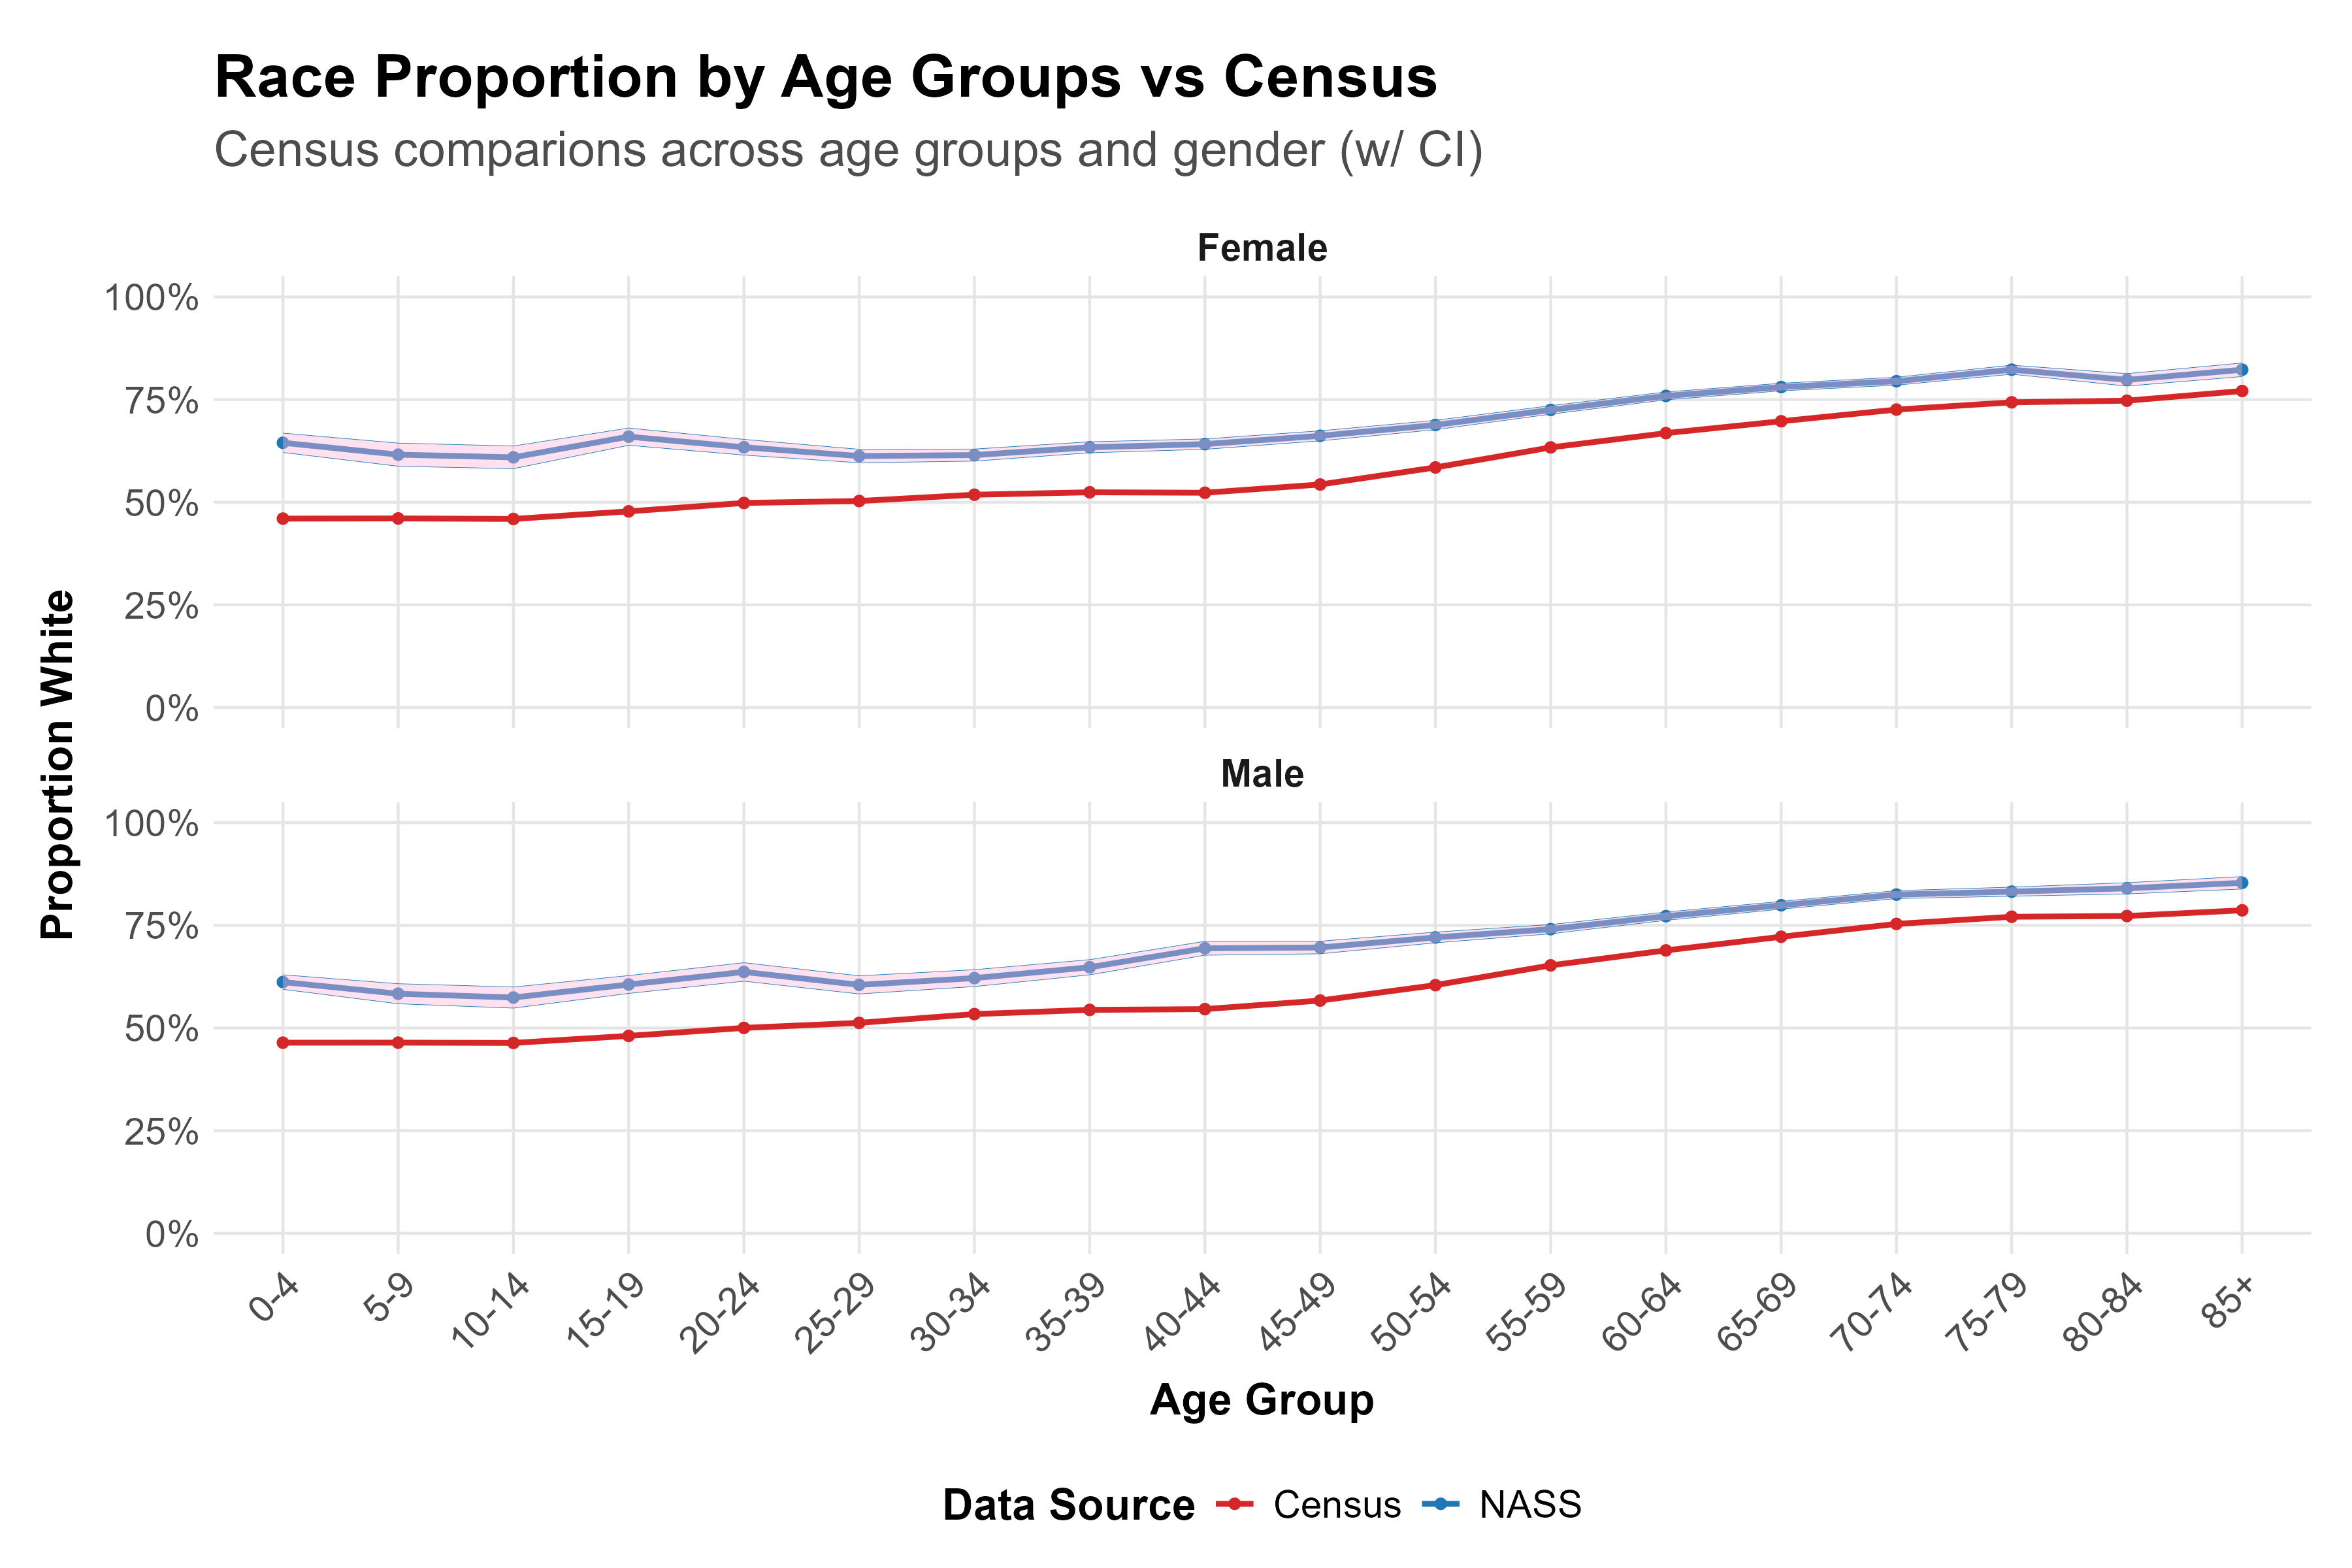 Race Proportion by Age Groups vs Census
Census comparions across age groups and gender (w/ CI)
Female
100%
75%
50%
25%
0%
Male
100%
75%
50%
25%
0%
Proportion White
0-4 5-9 10-14 15-19 20-24 25-29 30-34 35-39 40-44 45-49 50-54 55-59 60-64 65-69 70-74 75-79 80-84 85+
Age Group
Data Source Census NASS